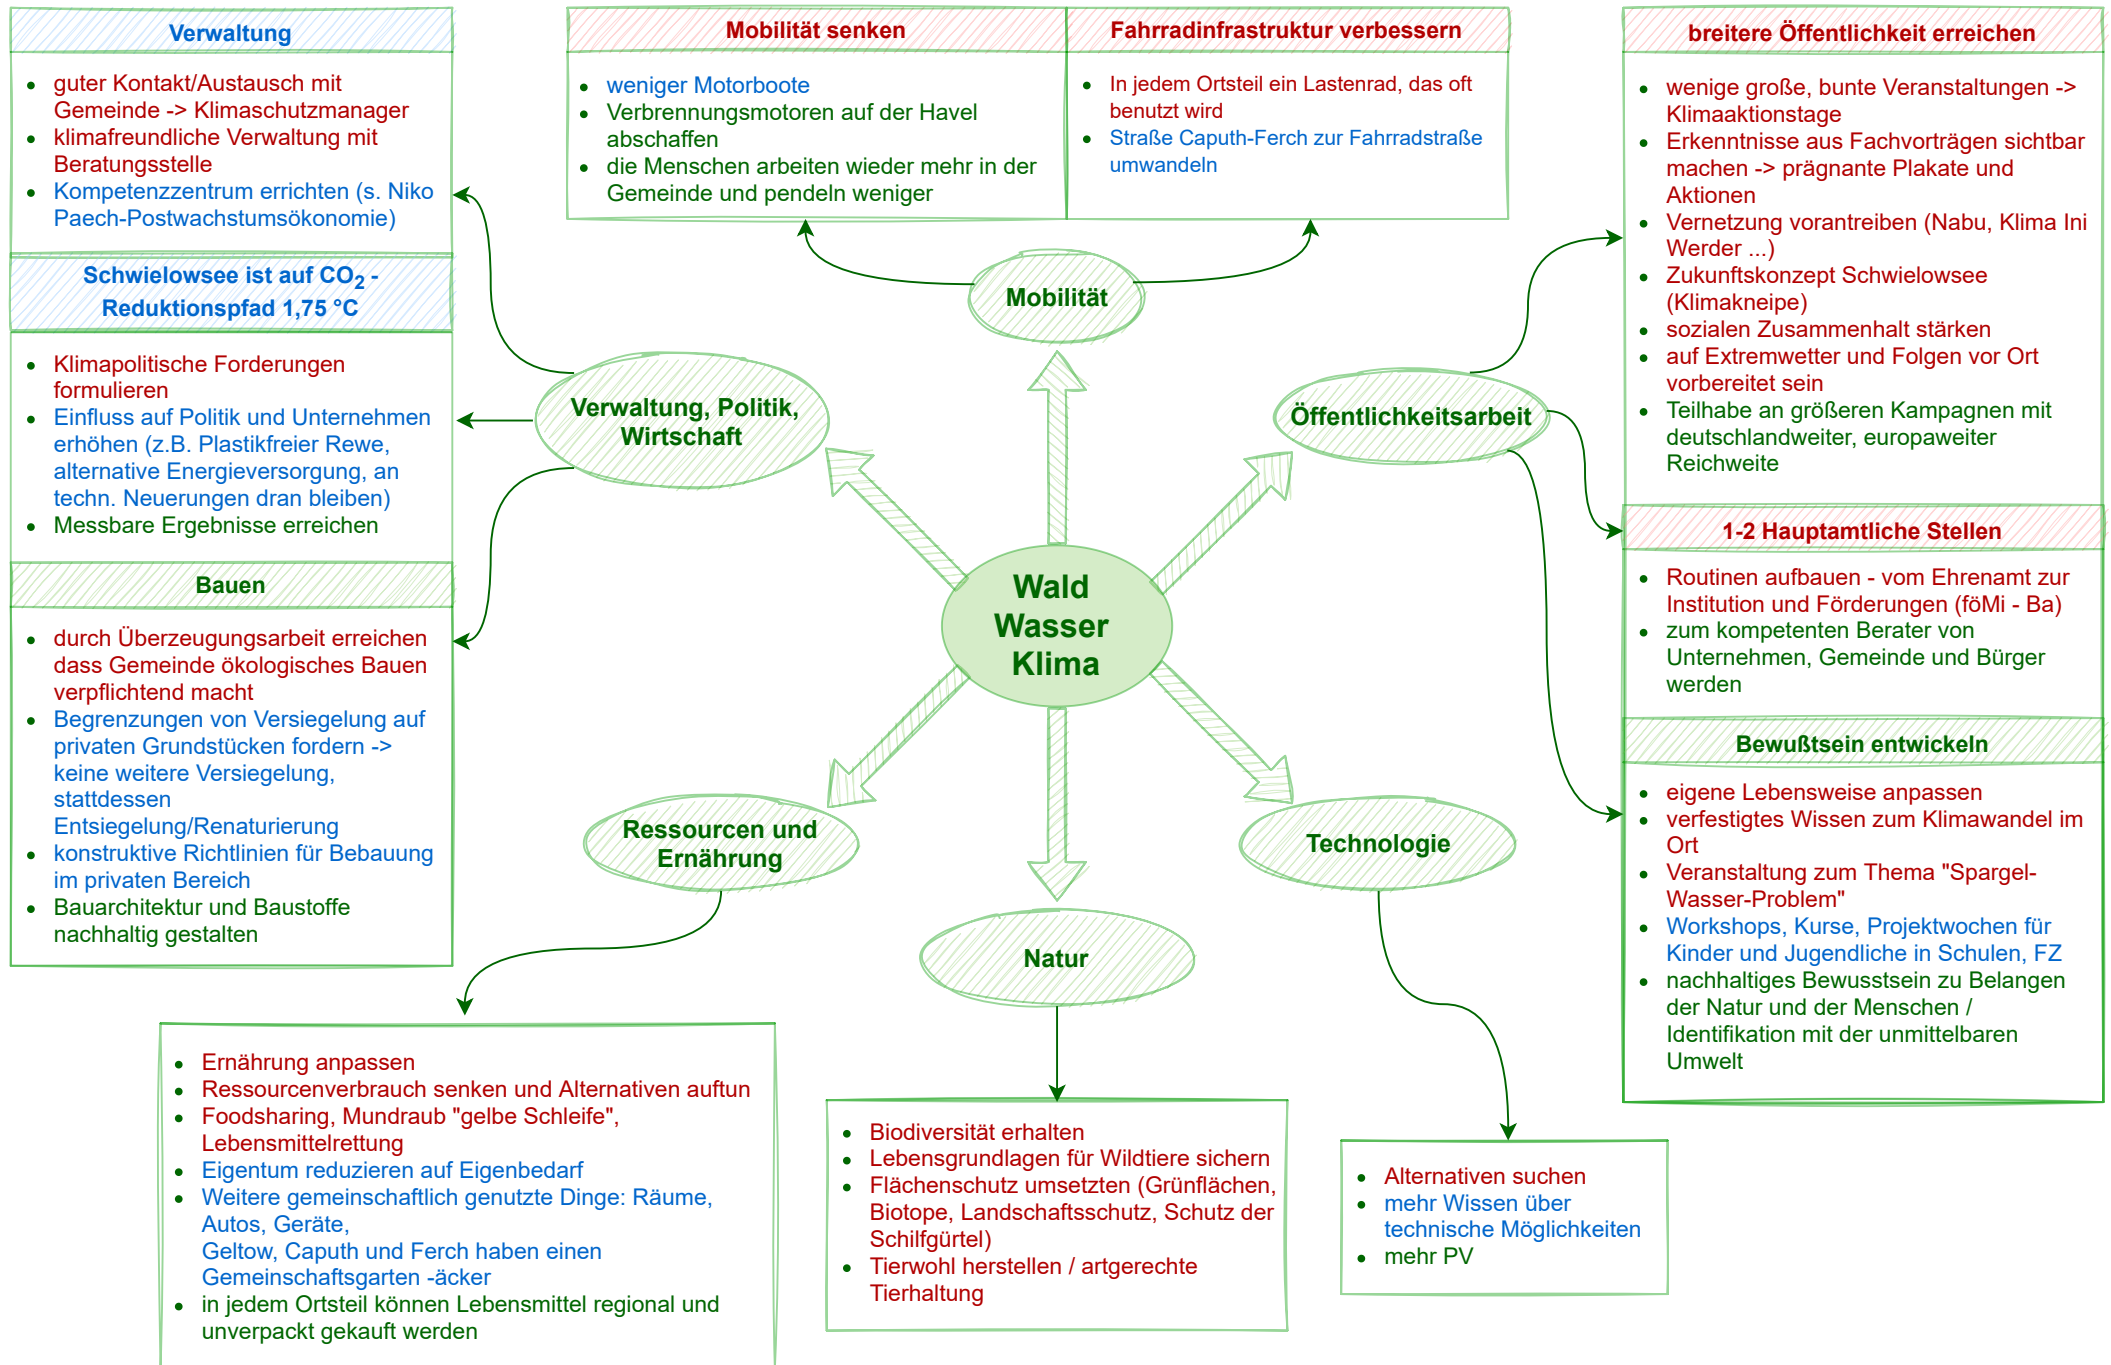 Verwaltung
guter Kontakt/Austausch mit
Gemeinde -> Klimaschutzmanager
klimafreundliche Verwaltung mit
Beratungsstelle
Kompetenzzentrum errichten (s. Niko
Paech-Postwachstumsökonomie)
Schwielowsee ist auf CO2 -
Reduktionspfad 1,75 °C
Klimapolitische Forderungen
formulieren
Einfluss auf Politik und Unternehmen
erhöhen (z.B. Plastikfreier Rewe,
alternative Energieversorgung, an
techn. Neuerungen dran bleiben)
Messbare Ergebnisse erreichen
Bauen
durch Überzeugungsarbeit erreichen
dass Gemeinde ökologisches Bauen
verpflichtend macht
Begrenzungen von Versiegelung auf
privaten Grundstücken fordern ->
keine weitere Versiegelung,
stattdessen
Entsiegelung/Renaturierung
konstruktive Richtlinien für Bebauung
im privaten Bereich
Bauarchitektur und Baustoffe
nachhaltig gestalten
Mobilität senken
weniger Motorboote
Verbrennungsmotoren auf der Havel
abschaffen
die Menschen arbeiten wieder mehr in der
Gemeinde und pendeln weniger
Fahrradinfrastruktur verbessern
In jedem Ortsteil ein Lastenrad, das oft
benutzt wird
Straße Caputh-Ferch zur Fahrradstraße
umwandeln
Mobilität
Verwaltung, Politik,
Wirtschaft
Öffentlichkeitsarbeit
Wald
Wasser
Klima
Ressourcen und
Ernährung
Technologie
Natur
breitere Öffentlichkeit erreichen
wenige große, bunte Veranstaltungen ->
Klimaaktionstage
Erkenntnisse aus Fachvorträgen sichtbar
machen -> prägnante Plakate und
Aktionen
Vernetzung vorantreiben (Nabu, Klima Ini
Werder ...)
Zukunftskonzept Schwielowsee
(Klimakneipe)
sozialen Zusammenhalt stärken
auf Extremwetter und Folgen vor Ort
vorbereitet sein
Teilhabe an größeren Kampagnen mit
deutschlandweiter, europaweiter
Reichweite
1-2 Hauptamtliche Stellen
Routinen aufbauen - vom Ehrenamt zur
Institution und Förderungen (föMi - Ba)
zum kompetenten Berater von
Unternehmen, Gemeinde und Bürger
werden
Bewußtsein entwickeln
eigene Lebensweise anpassen
verfestigtes Wissen zum Klimawandel im
Ort
Veranstaltung zum Thema "Spargel-
Wasser-Problem"
Workshops, Kurse, Projektwochen für
Kinder und Jugendliche in Schulen, FZ
nachhaltiges Bewusstsein zu Belangen
der Natur und der Menschen /
Identifikation mit der unmittelbaren
Umwelt
Ernährung anpassen
Ressourcenverbrauch senken und Alternativen auftun
Foodsharing, Mundraub "gelbe Schleife",
Lebensmittelrettung
Eigentum reduzieren auf Eigenbedarf
Weitere gemeinschaftlich genutzte Dinge: Räume,
Autos, Geräte,
Geltow, Caputh und Ferch haben einen
Gemeinschaftsgarten -äcker
in jedem Ortsteil können Lebensmittel regional und
unverpackt gekauft werden
Biodiversität erhalten
Lebensgrundlagen für Wildtiere sichern
Flächenschutz umsetzten (Grünflächen,
Biotope, Landschaftsschutz, Schutz der
Schilfgürtel)
Tierwohl herstellen / artgerechte
Tierhaltung
Alternativen suchen
mehr Wissen über
technische Möglichkeiten
mehr PV